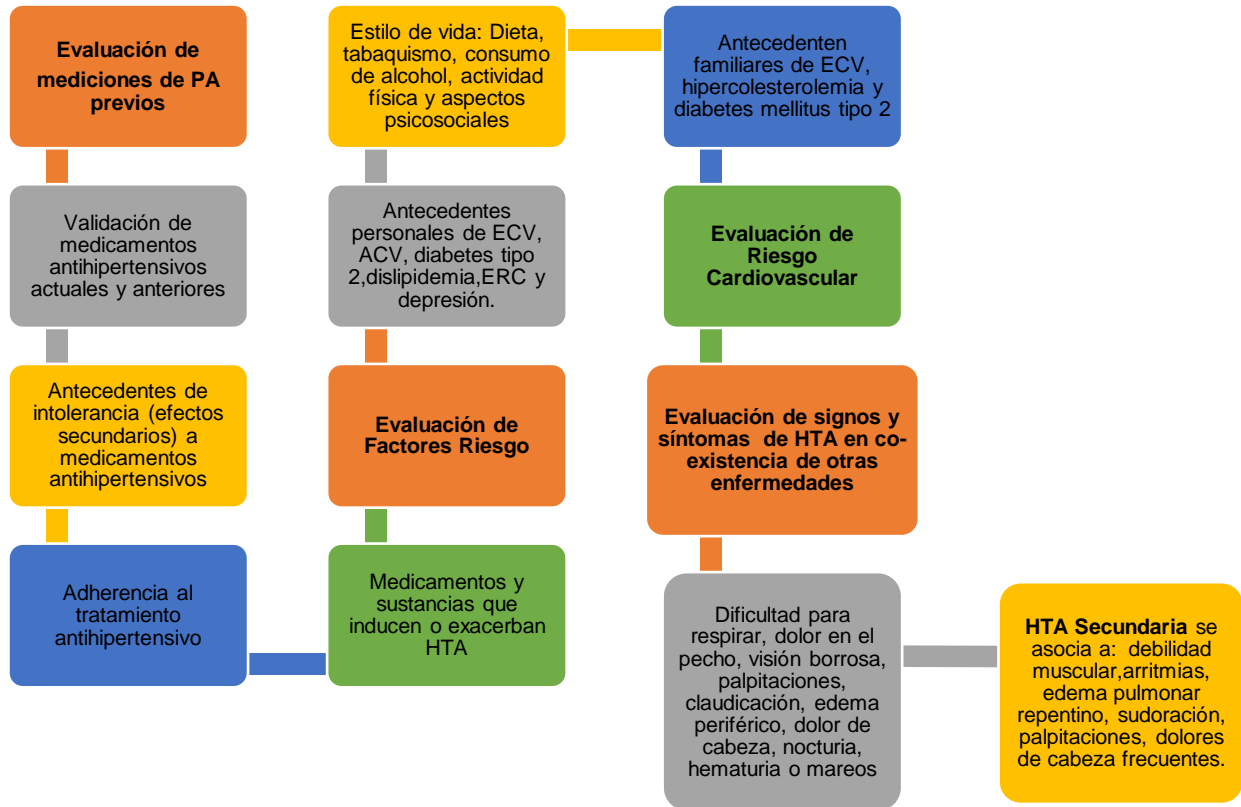 Evaluación de
mediciones de PA
previos
Validación de
medicamentos
antihipertensivos
actuales y anteriores
Antecedentes de
intolerancia (efectos
secundarios) a
medicamentos
antihipertensivos
Adherencia al
tratamiento
antihipertensivo
Medicamentos y
sustancias que
inducen o exacerban
HTA
Evaluación de
Factores Riesgo
Antecedentes
personales de ECV,
ACV, diabetes tipo
2,dislipidemia,ERC y
depresión.
Estilo de vida: Dieta,
tabaquismo, consumo
de alcohol, actividad
física y aspectos
psicosociales
Antecedenten
familiares de ECV,
hipercolesterolemia y
diabetes mellitus tipo 2
Evaluación de
Riesgo
Cardiovascular
Evaluación de signos y
síntomas de HTA en co-
existencia de otras
enfermedades
Dificultad para
respirar, dolor en el
pecho, visión borrosa,
palpitaciones,
claudicación, edema
periférico, dolor de
cabeza, nocturia,
hematuria o mareos
HTA Secundaria se
asocia a: debilidad
muscular,arritmias,
edema pulmonar
repentino, sudoración,
palpitaciones, dolores
de cabeza frecuentes.